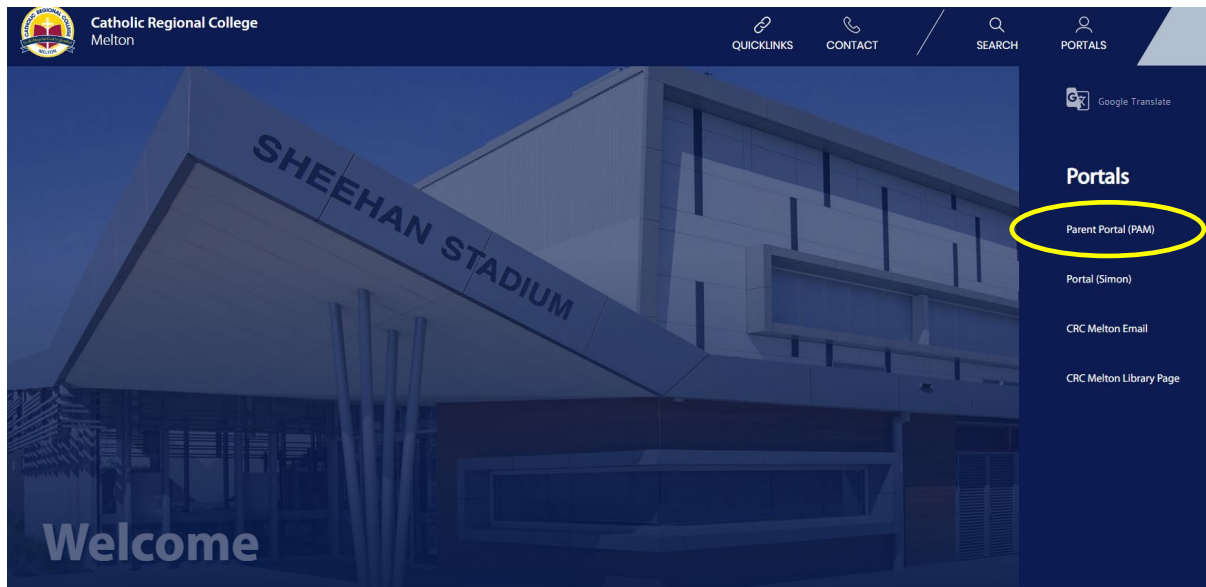 Catholic Regional College
Melton
QUICKLINKS
CONTACT
SEARCH
PORTALS
Google Translate
Portals
Parent Portal (PAM)
Portal (Simon)
CRC Melton Email
CRC Melton Library Page
SHEEHAN STADIUM
Welcome